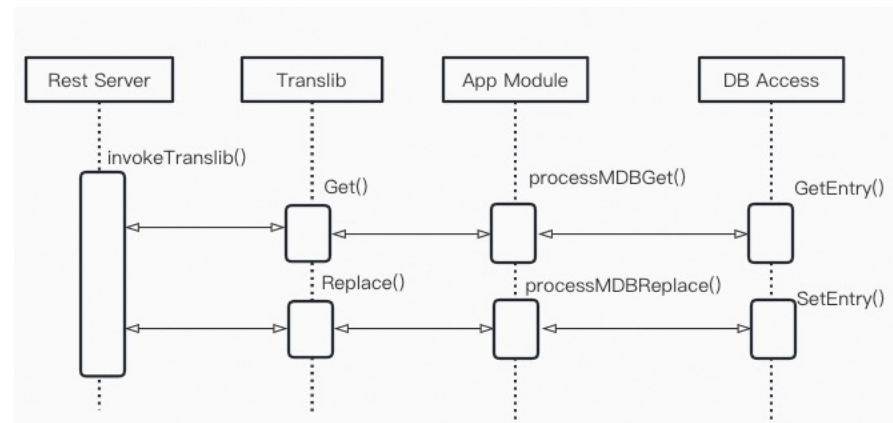 Rest Server
Translib
App Module
DB Access
invokeTranslib()
Get()
processMDBGet()
GetEntry()
Replace()
processMDBReplace()
SetEntry()